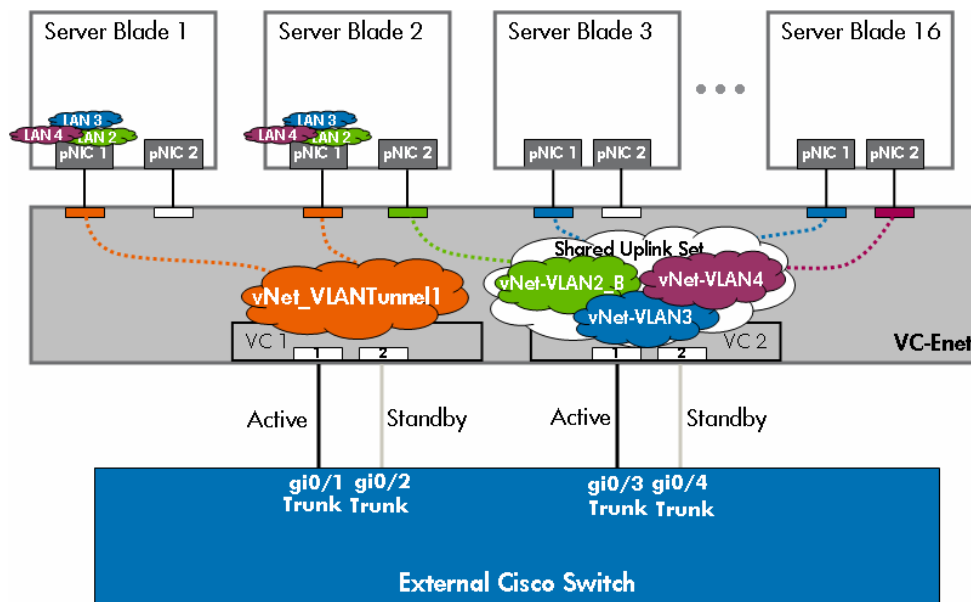 Server Blade 1
Server Blade 2
Server Blade 3
Server Blade 16
LAN 3
LAN 4
LAN 2
LAN 3
LAN 4
LAN 2
pNIC 1
pNIC 2
pNIC 1
pNIC 2
pNIC 1
pNIC 2
pNIC 1
pNIC 2
Shared Uplink Set
vNet_VLANTunnel1
vNet-VLAN2_B
vNet-VLAN4
vNet-VLAN3
VC 1
1
2
1
2
VC 2
VC-Enet
Active
Standby
Active
Standby
gi0/1 gi0/2
Trunk Trunk
gi0/3 gi0/4
Trunk Trunk
External Cisco Switch